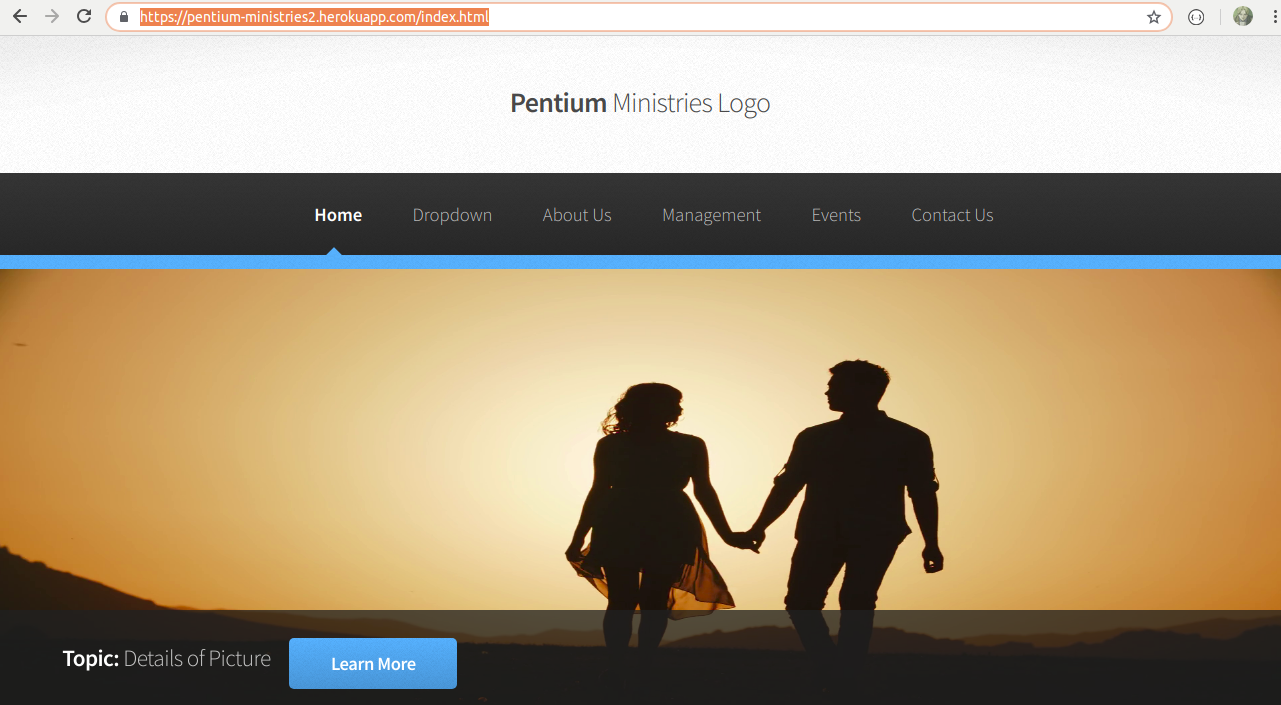 https://pentium-ministries2.herokuapp.com/index.html
Pentium Ministries Logo
Home Dropdown About Us Management Events Contact Us
Topic: Details of Picture Learn More